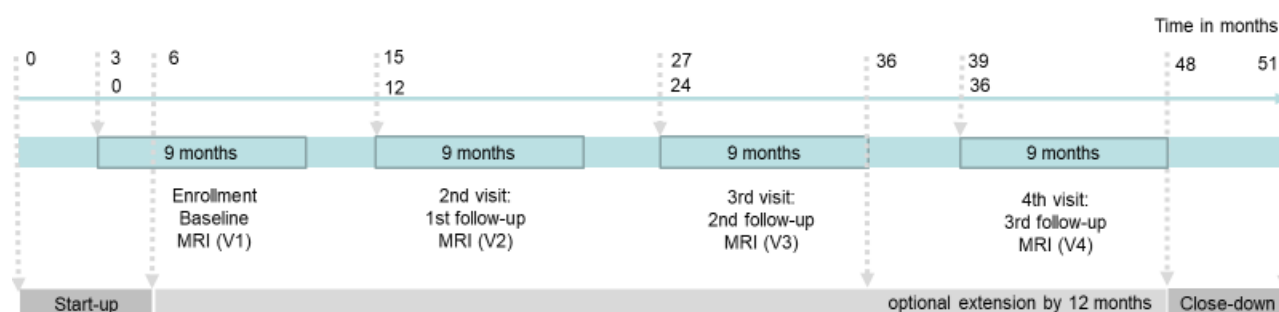 Time in months
0
3
6
15
27
36
39
48
51
0
12
24
36
9 months
9 months
9 months
9 months
Enrollment
Baseline
MRI (V1)
2nd visit:
1st follow-up
MRI (V2)
3rd visit:
2nd follow-up
MRI (V3)
4th visit:
3rd follow-up
MRI (V4)
Start-up
optional extension by 12 months
Close-down